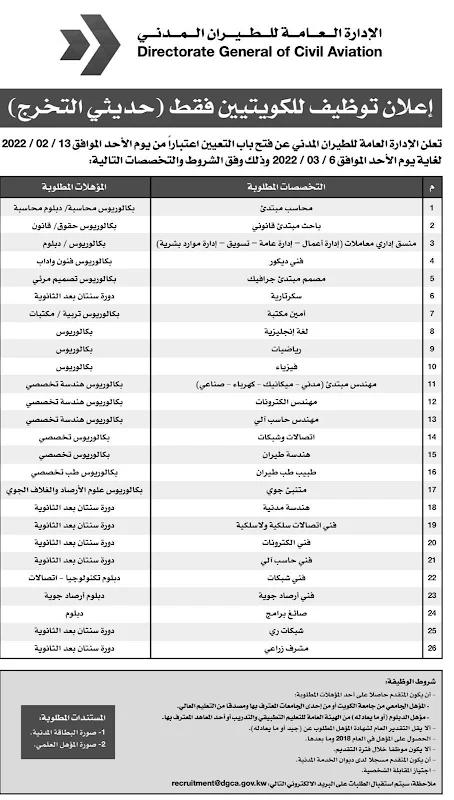 الإدارة العـامـة للـطيـران الـمـدنـي
Directorate General of Civil Aviation
إعلان توظيف للكويتيين فقط (حديثي التخرج)
تعلن الإدارة العامة للطيران المدني عن فتح باب التعيين اعتباراً من يوم الأحد الموافق 13 / 02 / 2022
لغاية يوم الأحد الموافق 6 / 03 / 2022 وذلك وفق الشروط والتخصصات التالية:
م التخصصات المطلوبة المؤهلات المطلوبة
1 محاسب مبتدئ بكالوريوس محاسبة/ دبلوم محاسبة
2 باحث مبتدئ قانوني بكالوريوس حقوق/ قانون
3 منسق إداري معاملات (إدارة أعمال – إدارة عامة – تسويق – إدارة موارد بشرية) بكالوريوس / دبلوم
4 فني ديكور بكالوريوس فنون واداب
5 مصمم مبتدئ جرافيك بكالوريوس تصميم مرئي
6 سكرتارية دورة سنتان بعد الثانوية
7 أمين مكتبة بكالوريوس تربية / مكتبات
8 لغة إنجليزية بكالوريوس
9 رياضيات بكالوريوس
10 فيزياء بكالوريوس
11 مهندس مبتدئ (مدني - ميكانيك - كهرباء - صناعي) بكالوريوس هندسة تخصصي
12 مهندس الكترونات بكالوريوس هندسة تخصصي
13 مهندس حاسب آلي بكالوريوس هندسة تخصصي
14 اتصالات وشبكات بكالوريوس تخصصي
15 هندسة طيران بكالوريوس تخصصي
16 طبيب طب طيران بكالوريوس طب تخصصي
17 متنبئ جوي بكالوريوس علوم الأرصاد والغلاف الجوي
18 هندسة مدنية دورة سنتان بعد الثانوية
19 فني اتصالات سلكية ولاسلكية دورة سنتان بعد الثانوية
20 فني الكترونات دورة سنتان بعد الثانوية
21 فني حاسب آلي دورة سنتان بعد الثانوية
22 فني شبكات دبلوم تكنولوجيا - اتصالات
23 فني أرصاد جوية دبلوم أرصاد جوية
24 صائغ برامج دبلوم
25 شبكات ري دورة سنتان بعد الثانوية
26 مشرف زراعي دورة سنتان بعد الثانوية
شروط الوظيفة:
- أن يكون المتقدم حاصلا على أحد المؤهلات المطلوبة:
- المؤهل الجامعي من جامعة الكويت أو من إحدى الجامعات المعترف بها ومصدقا من التعليم العالي.
- مؤهل الدبلوم (أو ما يعادله) من الهيئة العامة للتعليم التطبيقي والتدريب أو أحد المعاهد المعترف بها.
- ألا يقل التقدير العام لشهادة المؤهل المطلوب عن (جيد أو ما يعادله).
- الحصول على المؤهل في العام 2018 وما بعدها.
- ألا يكون موظفا خلال فترة التقديم.
- أن يكون المتقدم مسجلا لدى ديوان الخدمة المدنية.
- اجتياز المقابلة الشخصية.
ملاحظة: سيتم استقبال الطلبات على البريد الالكتروني التالي: recruitment@dgca.gov.kw
المستندات المطلوبة
1- صورة البطاقة المدنية.
2- صورة المؤهل العلمي.